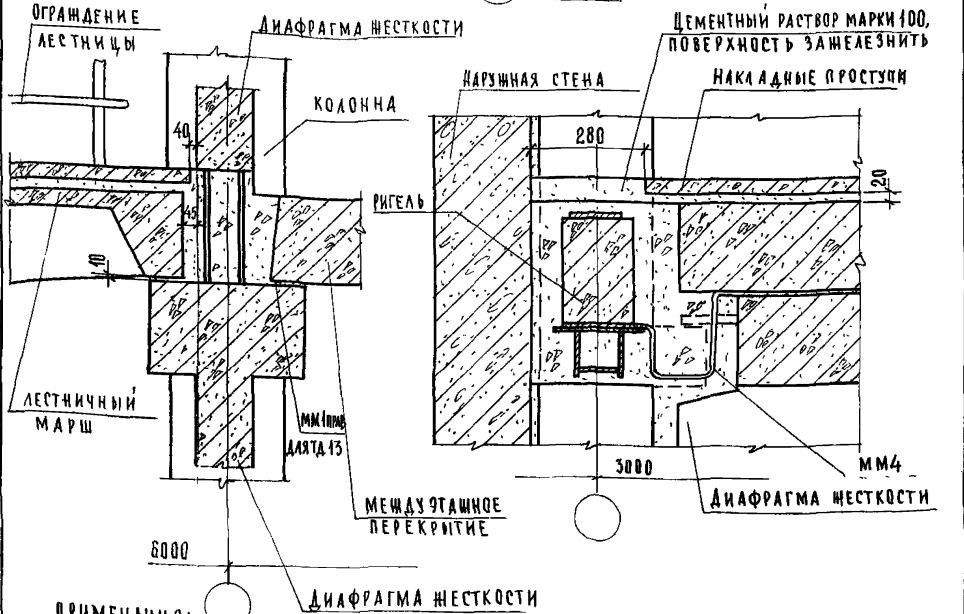 ОГРАЖДЕНИЕ
ЛЕСТНИЦЫ
ДИАФРАГМА ЖЕСТКОСТИ
КОЛОННА
40
45
10
ЛЕСТНИЧНЫЙ
МАРШ
ММ1ПРАВ
ДЛЯ ТД 13
МЕЖДУЭТАЖНОЕ
ПЕРЕКРЫТИЕ
6000
ДИАФРАГМА ЖЕСТКОСТИ
ЦЕМЕНТНЫЙ РАСТВОР МАРКИ 100,
ПОВЕРХНОСТЬ ЗАЖЕЛЕЗНИТЬ
НАРУЖНАЯ СТЕНА
НАКЛАДНЫЕ ПРОСТУПИ
280
20
РИГЕЛЬ
3000
ММ4
ДИАФРАГМА ЖЕСТКОСТИ